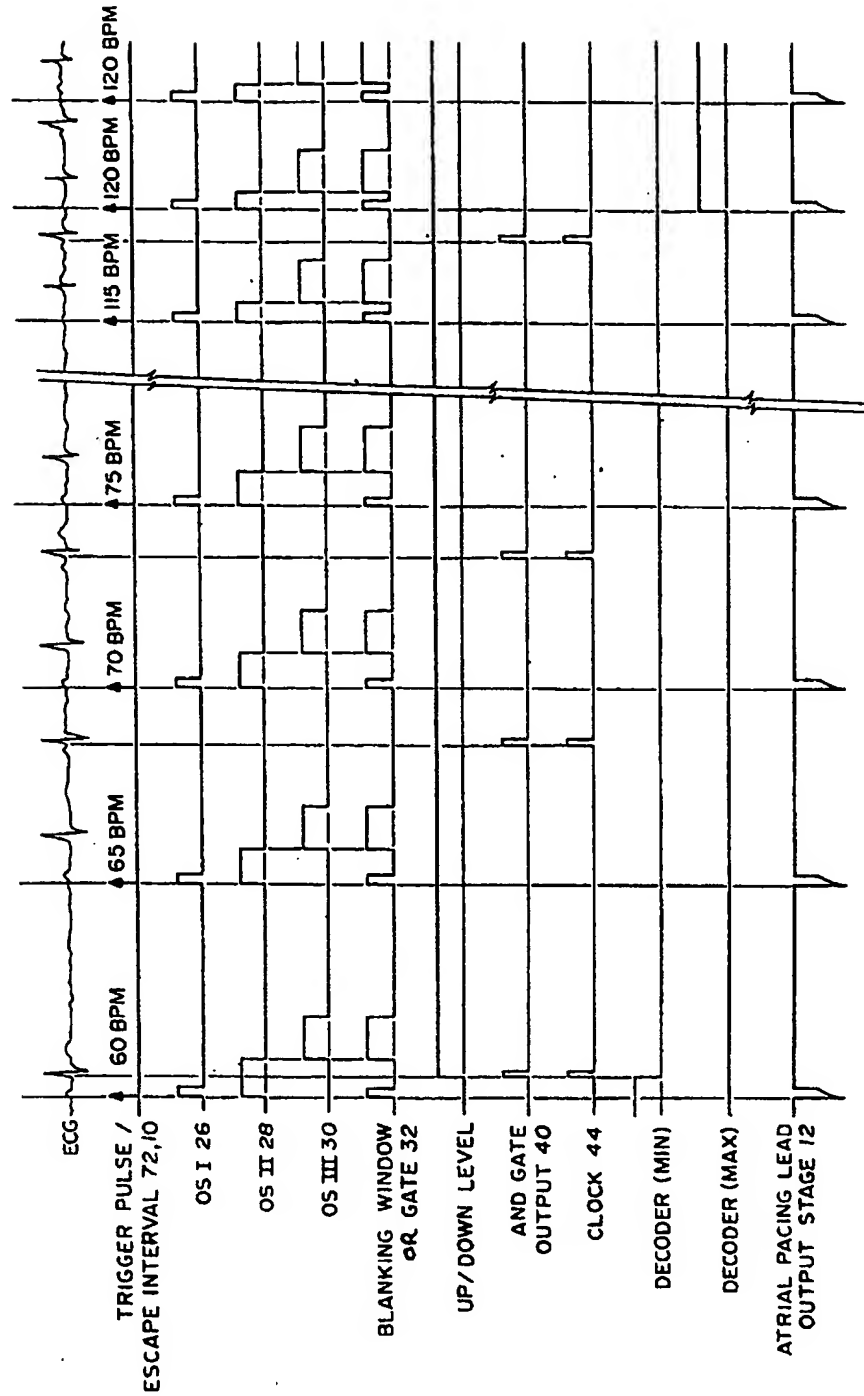 ECG
TRIGGER PULSE /
ESCAPE INTERVAL 72,10
60 BPM
65 BPM
70 BPM
75 BPM
115 BPM
120 BPM
120 BPM
OS I 26
OS II 28
OS III 30
BLANKING WINDOW
OR GATE 32
UP/DOWN LEVEL
AND GATE
OUTPUT 40
CLOCK 44
DECODER (MIN)
DECODER (MAX)
ATRIAL PACING LEAD
OUTPUT STAGE 12